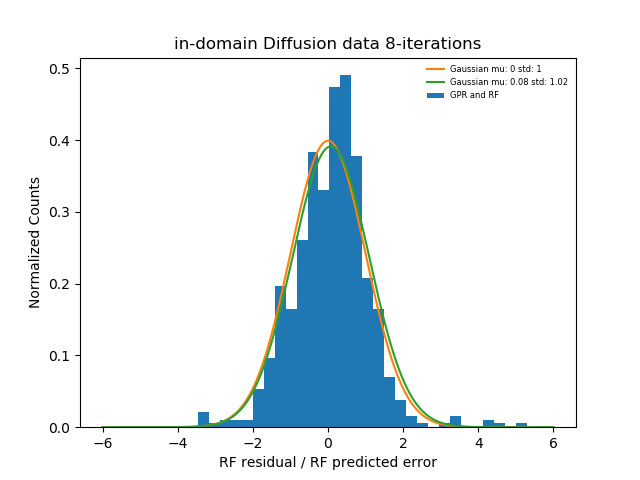 in-domain Diffusion data 8-iterations
Gaussian mu: 0 std: 1
Gaussian mu: 0.08 std: 1.02
GPR and RF
Normalized Counts
0.5
0.4
0.3
0.2
0.1
0.0
−6
−4
−2
0
2
4
6
RF residual / RF predicted error